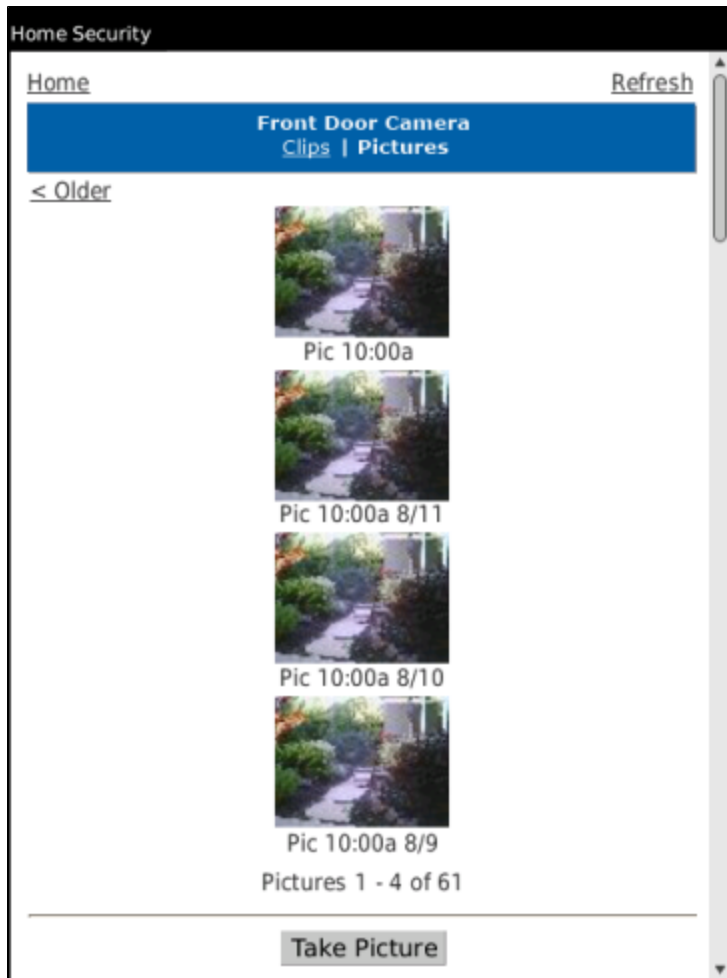 Home Security
Home Refresh
Front Door Camera
Clips | Pictures
< Older
Pic 10:00a
Pic 10:00a 8/11
Pic 10:00a 8/10
Pic 10:00a 8/9
Pictures 1 - 4 of 61
Take Picture